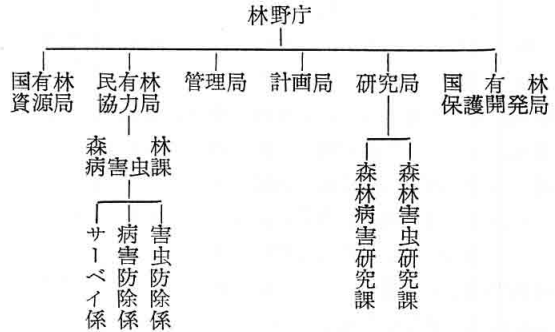 林野庁
国有林
資源局
民有林
協力局
管理局
計画局
研究局
国有林
保護開発局
森林
病害虫課
サーベイ係
病害防除係
害虫防除係
森林病害研究課
森林害虫研究課